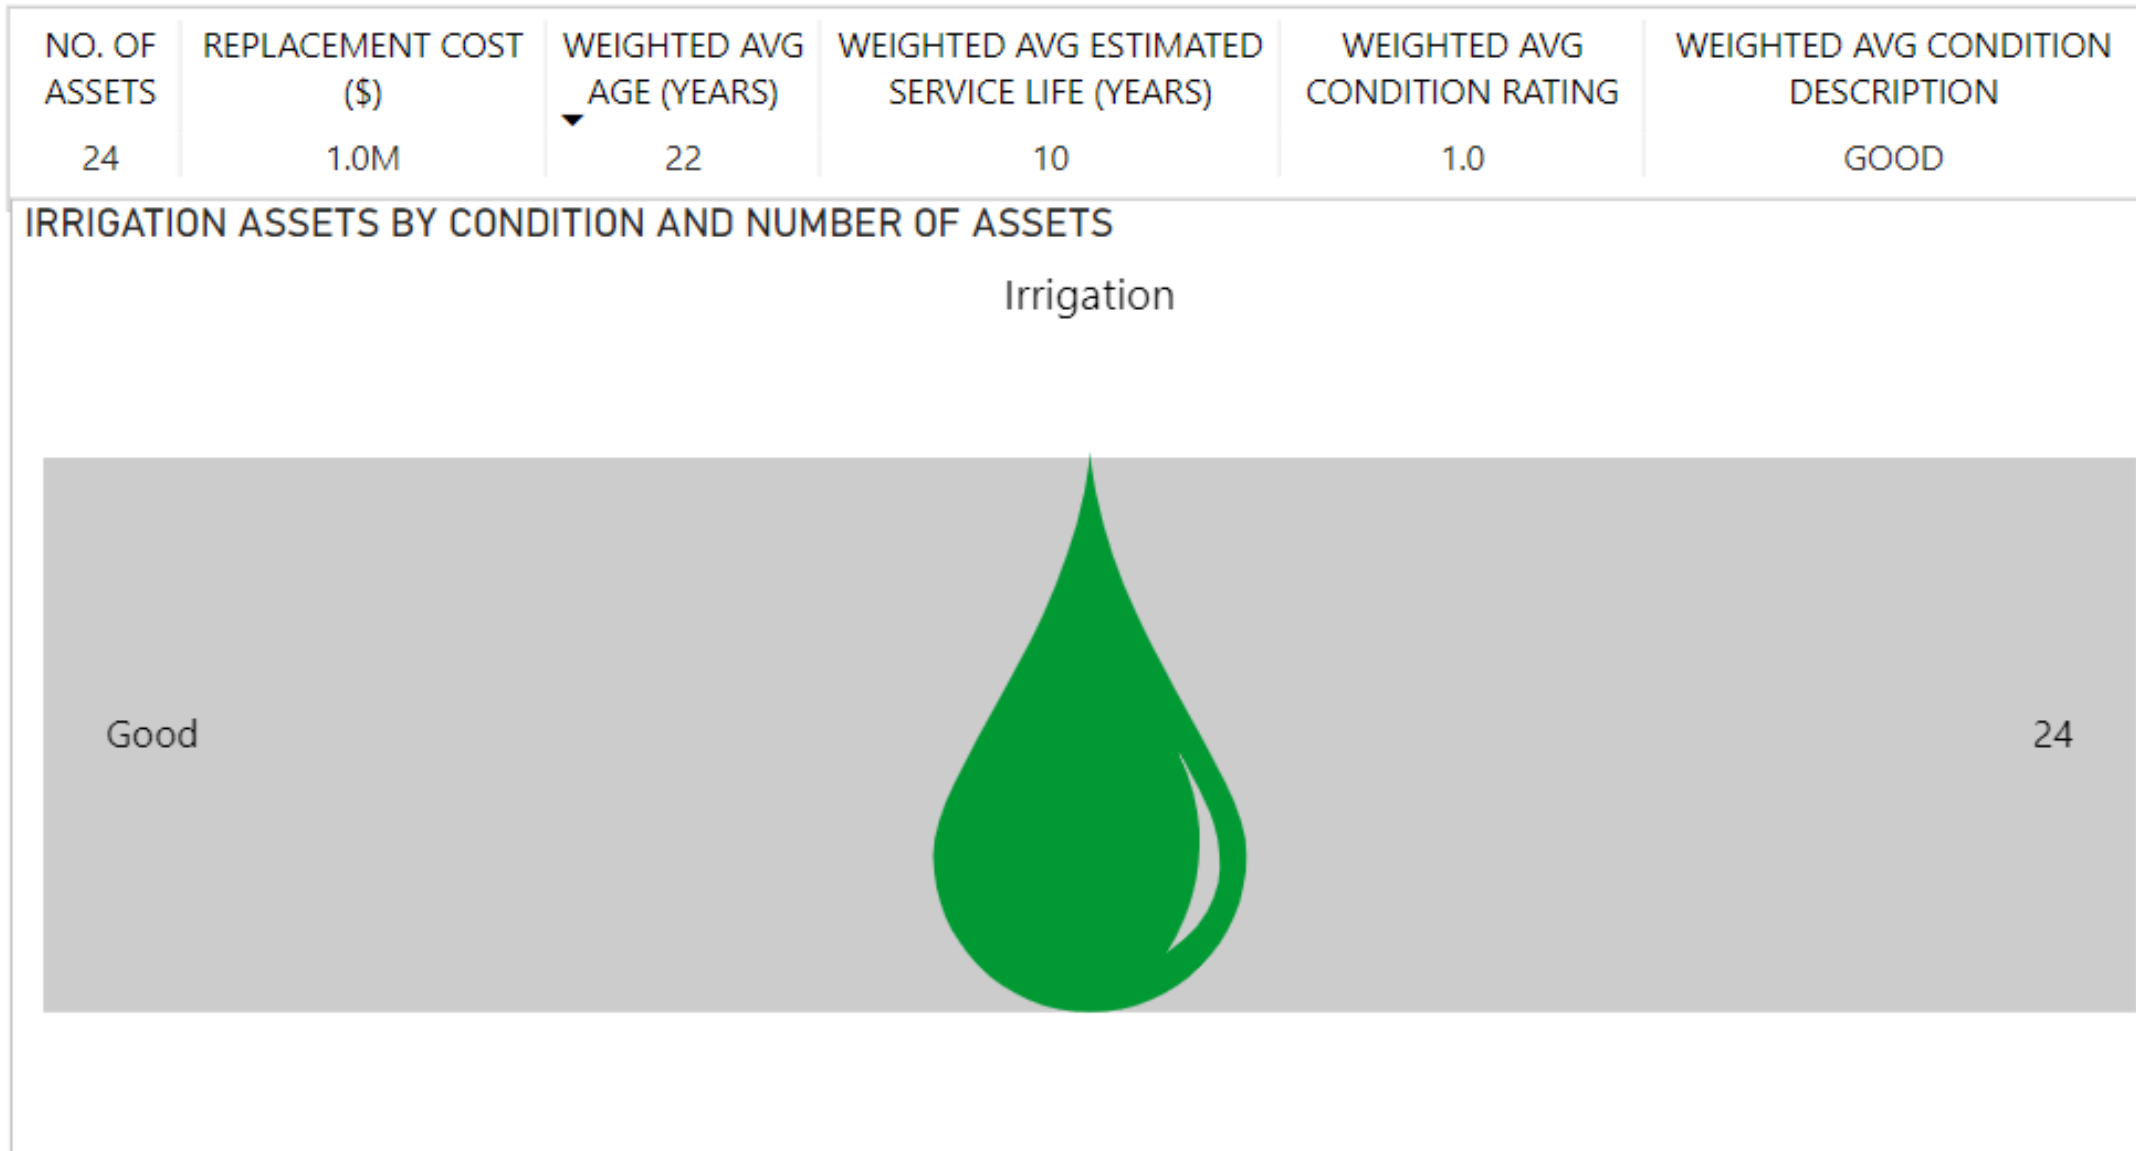 NO. OF ASSETS
REPLACEMENT COST ($)
WEIGHTED AVG AGE (YEARS)
WEIGHTED AVG ESTIMATED SERVICE LIFE (YEARS)
WEIGHTED AVG CONDITION RATING
WEIGHTED AVG CONDITION DESCRIPTION
24 1.0M 22 10 1.0 GOOD
IRRIGATION ASSETS BY CONDITION AND NUMBER OF ASSETS
Irrigation
Good 24